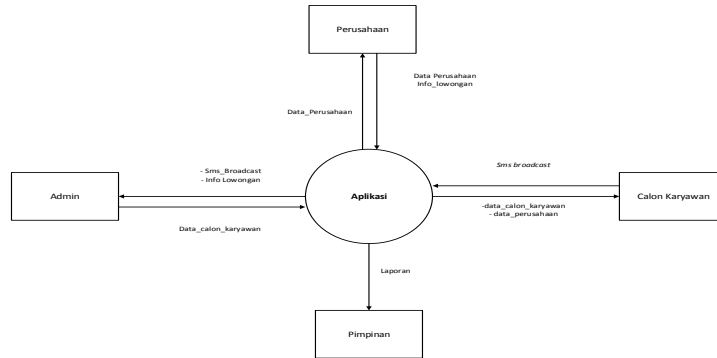 Perusahaan
Data Perusahaan
Info_lowongan
Data_Perusahaan
Sms broadcast
- Sms_Broadcast
- Info Lowongan
Admin
Aplikasi
Calon Karyawan
-data_calon_karyawan
- data_perusahaan
Data_calon_karyawan
Laporan
Pimpinan